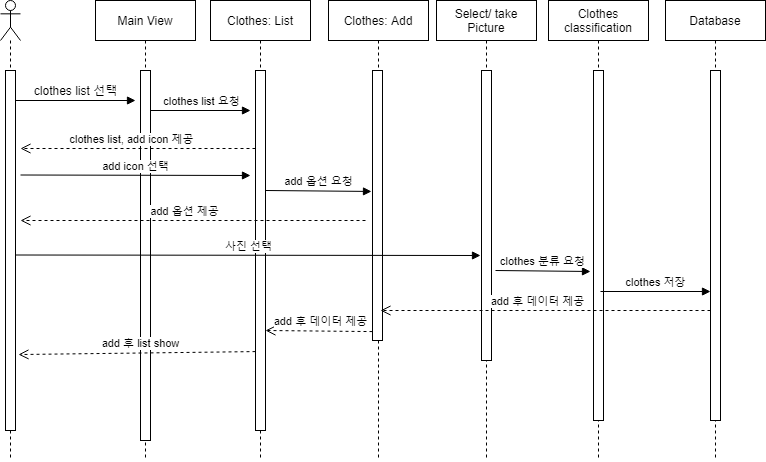 Main View
Clothes: List
Clothes: Add
Select/ take
Picture
Clothes
classification
Database
clothes list 선택
clothes list 요청
clothes list, add icon 제공
add icon 선택
add 옵션 요청
add 옵션 제공
사진 선택
clothes 분류 요청
clothes 저장
add 후 데이터 제공
add 후 데이터 제공
add 후 list show